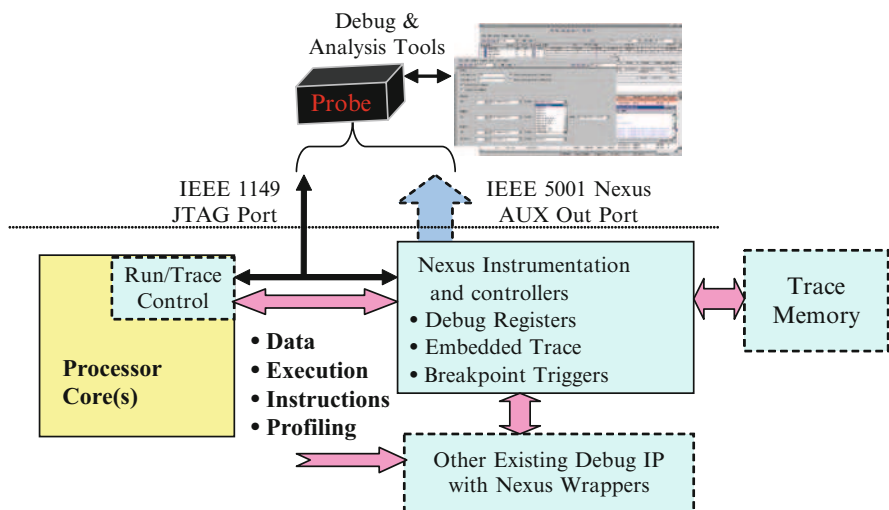 Debug &
Analysis Tools
Probe
IEEE 1149
JTAG Port
IEEE 5001 Nexus
AUX Out Port
Run/Trace
Control
Processor
Core(s)
• Data
• Execution
• Instructions
• Profiling
Nexus Instrumentation
and controllers
• Debug Registers
• Embedded Trace
• Breakpoint Triggers
Trace
Memory
Other Existing Debug IP
with Nexus Wrappers